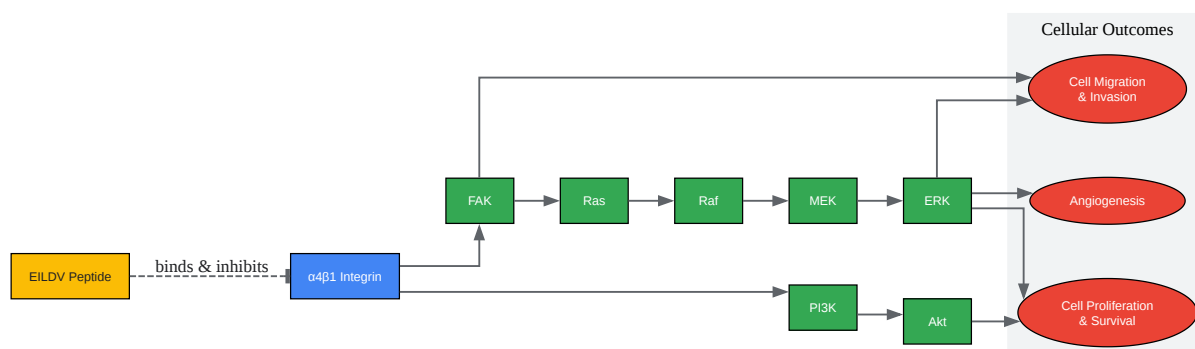 Cellular Outcomes
Cell Migration
& Invasion
FAK
Ras
Raf
MEK
ERK
Angiogenesis
EILDV Peptide
binds & inhibits
α4β1 Integrin
PI3K
Akt
Cell Proliferation
& Survival